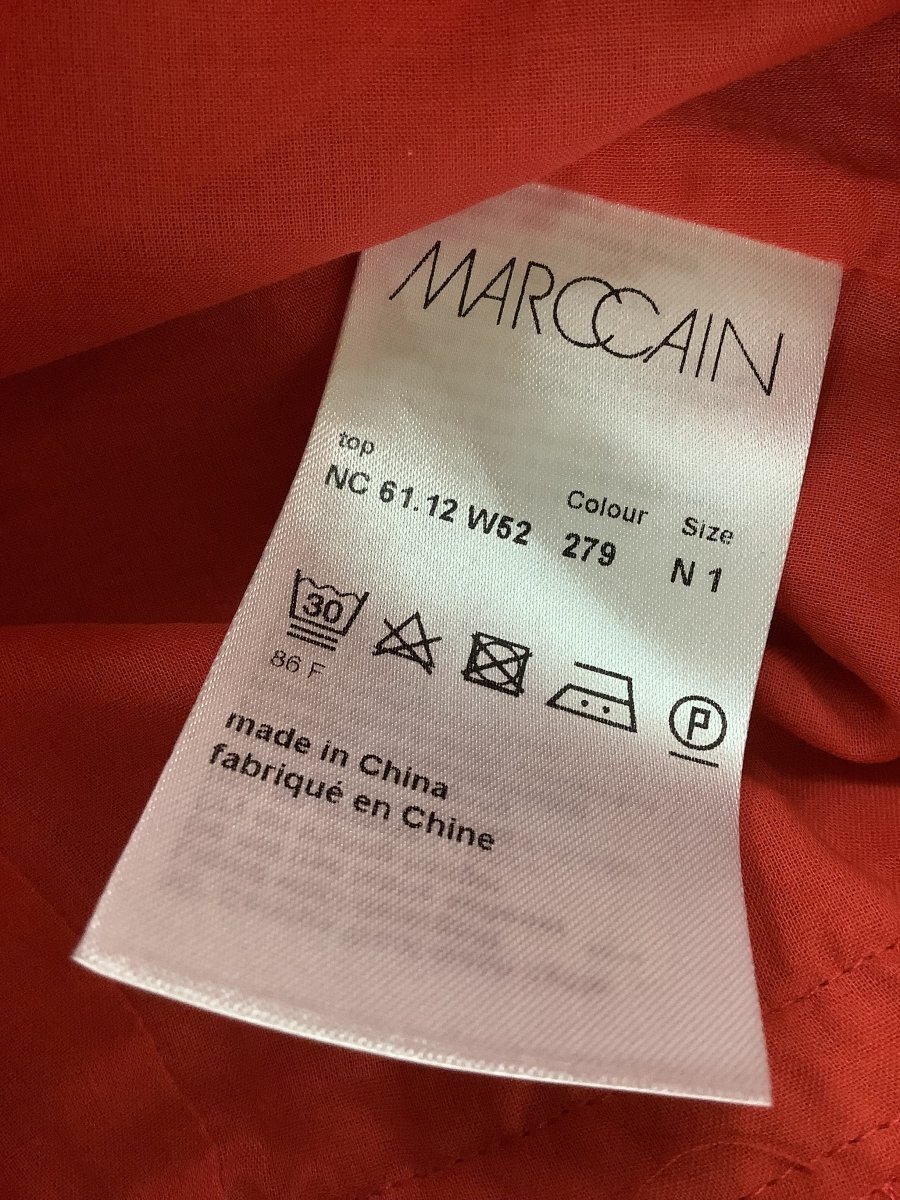 MARCCAIN
top
NC 61.12 W52
Colour
279
Size
N 1
30
86 F
P
made in China
fabriqué en Chine